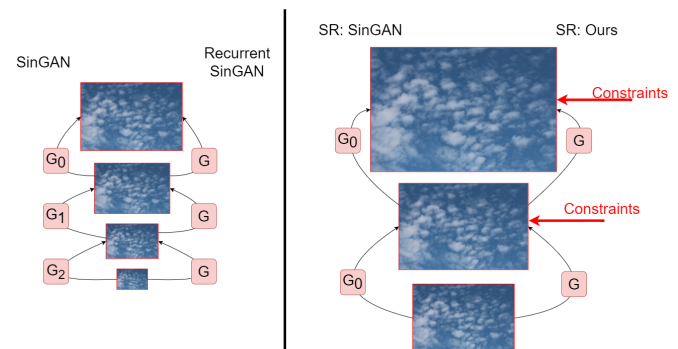 SinGAN
Recurrent
SinGAN
G0
G
G1
G
G2
G
SR: SinGAN
SR: Ours
Constraints
G0
G
Constraints
G0
G